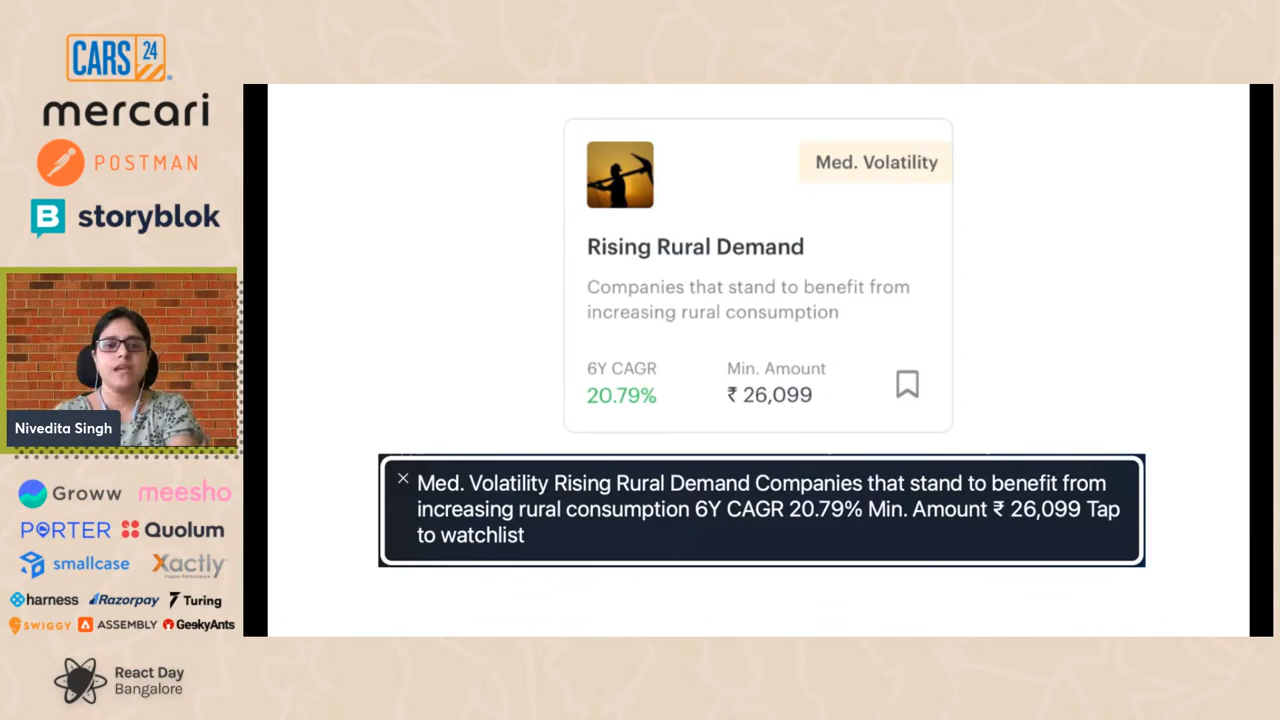 CARS 24
mercari
POSTMAN
B storyblok
Nivedita Singh
Groww meesho
PORTER Quolum
smallcase Xactly
harness Razorpay Turing
SWIGGY ASSEMBLY GeekyAnts
React Day
Bangalore
Med. Volatility
Rising Rural Demand
Companies that stand to benefit from
increasing rural consumption
6Y CAGR Min. Amount
20.79% ₹ 26,099
× Med. Volatility Rising Rural Demand Companies that stand to benefit from
increasing rural consumption 6Y CAGR 20.79% Min. Amount ₹ 26,099 Tap
to watchlist